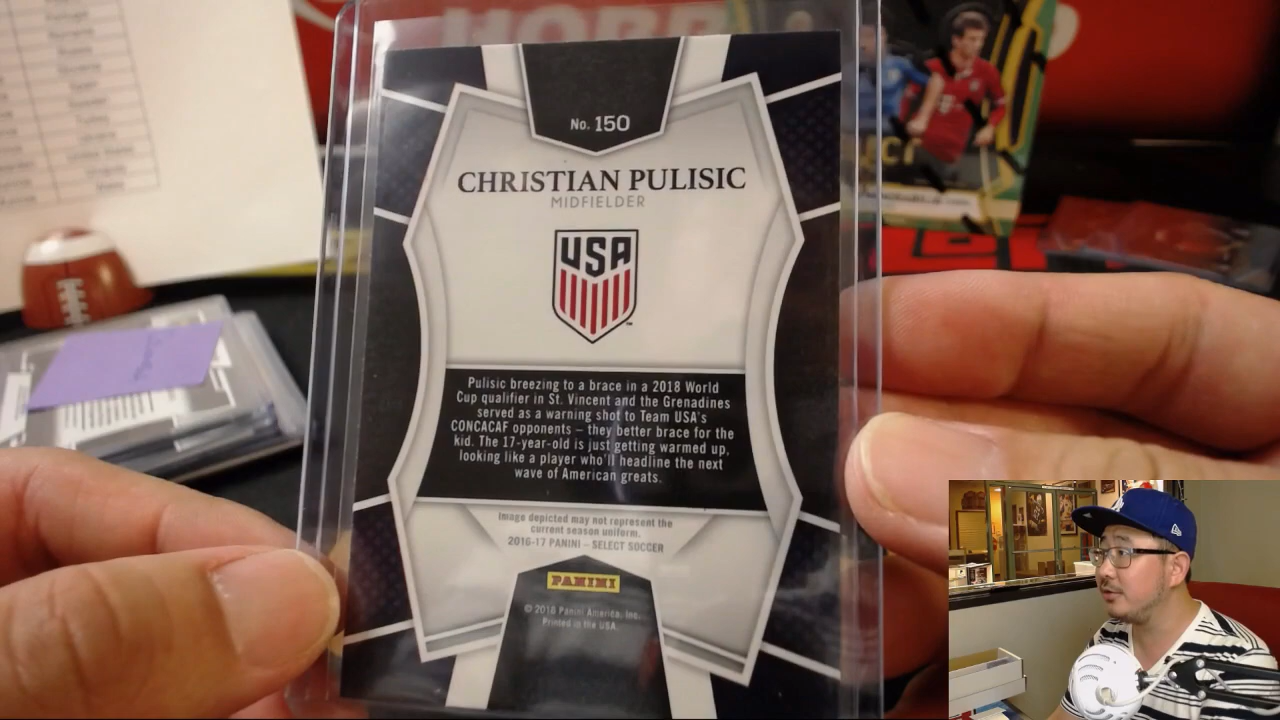 HOBB
No. 150
CHRISTIAN PULISIC
MIDFIELDER
USA
Pulisic breezing to a brace in a 2018 World
Cup qualifier in St. Vincent and the Grenadines
served as a warning shot to Team USA's
CONCACAF opponents – they better brace for the
kid. The 17-year-old is just getting warmed up,
looking like a player who'll headline the next
wave of American greats.
Image depicted may not represent the
current season uniform.
2016-17 PANINI – SELECT SOCCER
PANINI
© 2016 Panini America, Inc.
Printed in the USA.